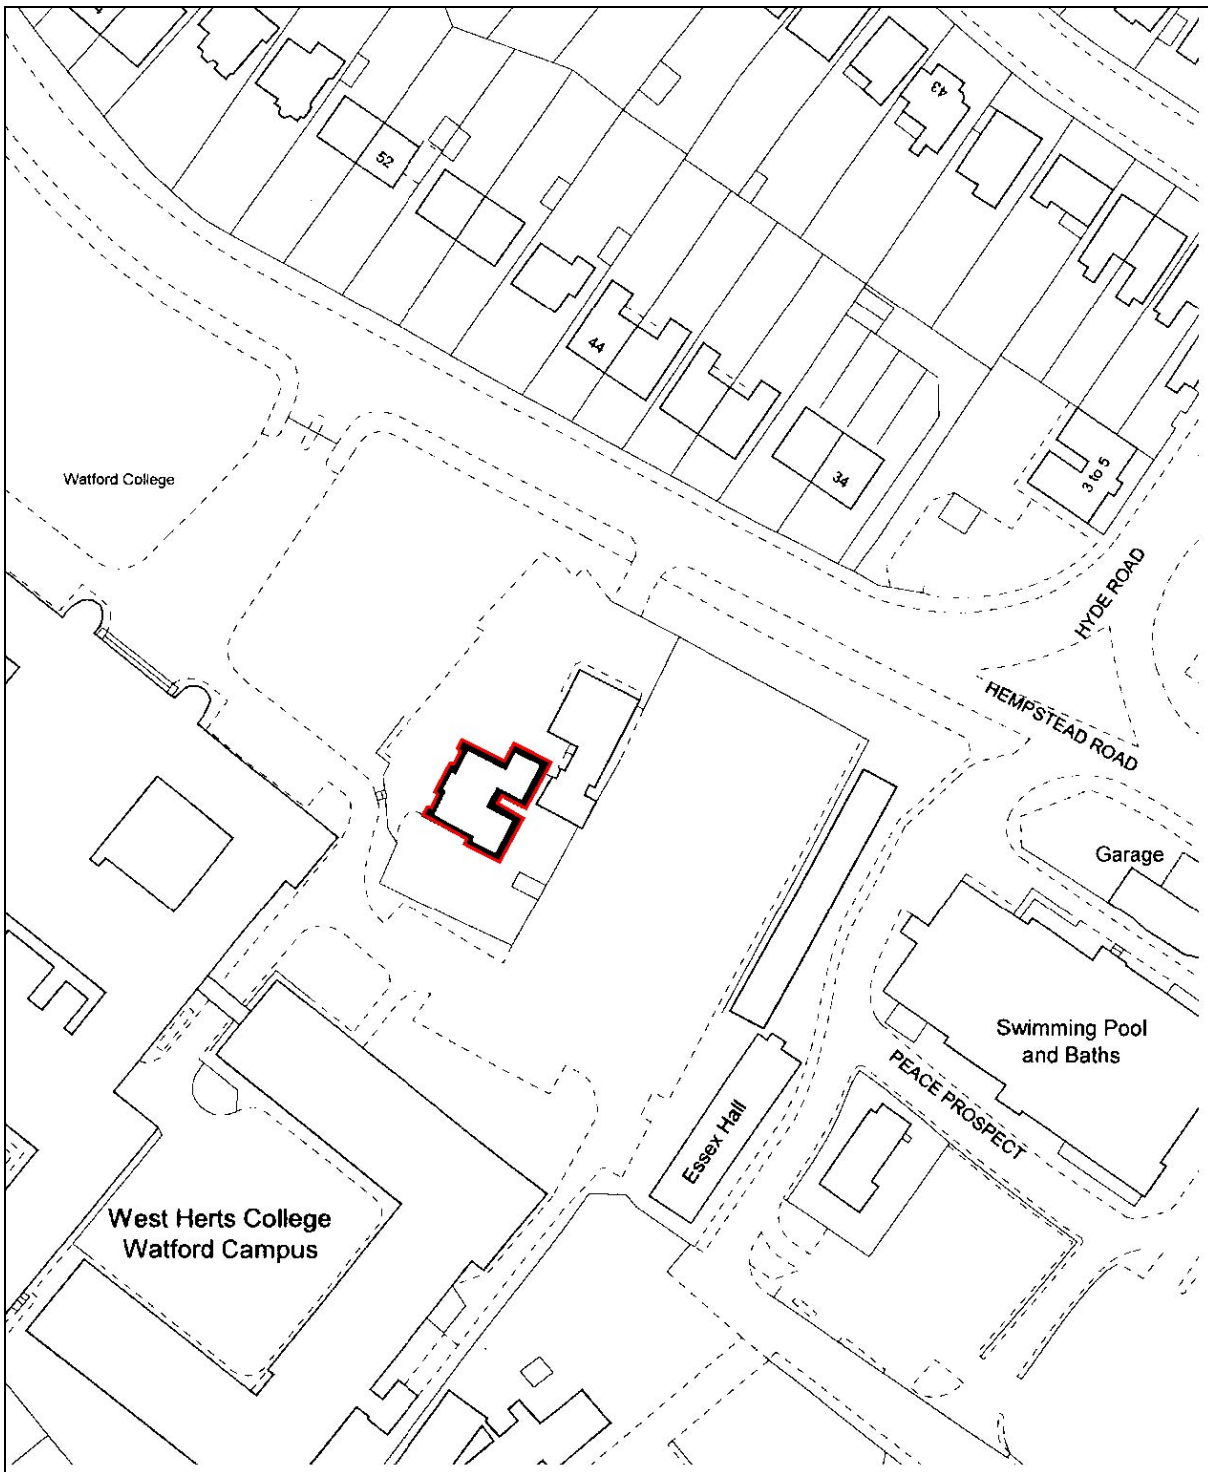 43
52
44
34
3 to 5
Watford College
HYDE ROAD
HEMPSTEAD ROAD
Garage
Swimming Pool
and Baths
PEACE PROSPECT
Essex Hall
West Herts College
Watford Campus